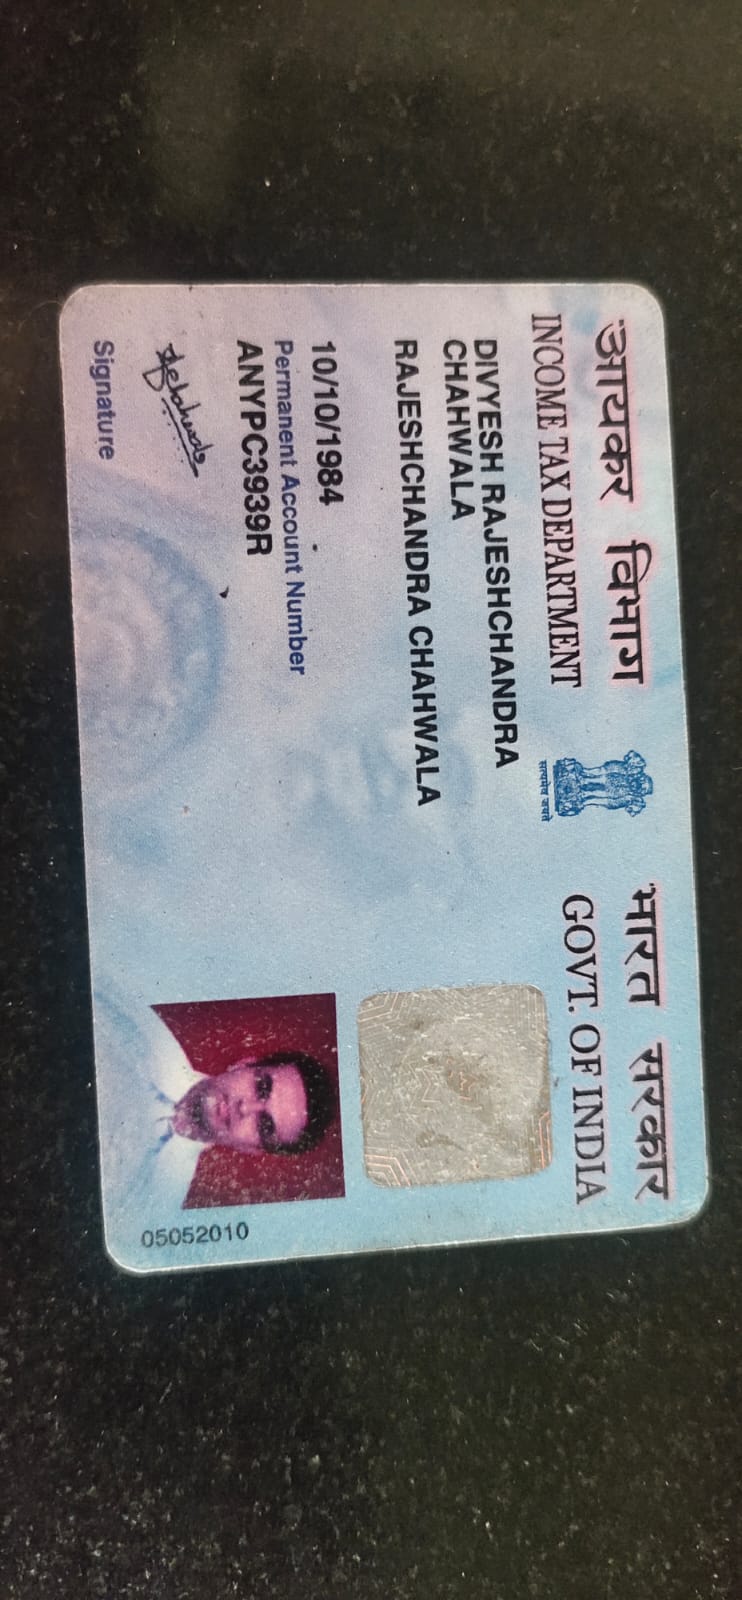 आयकर विभाग
INCOME TAX DEPARTMENT
सत्यमेव जयते
भारत सरकार
GOVT. OF INDIA
DIVYESH RAJESHCHANDRA
CHAHWALA
RAJESHCHANDRA CHAHWALA
10/10/1984
Permanent Account Number
ANYPC3939R
Signature
05052010